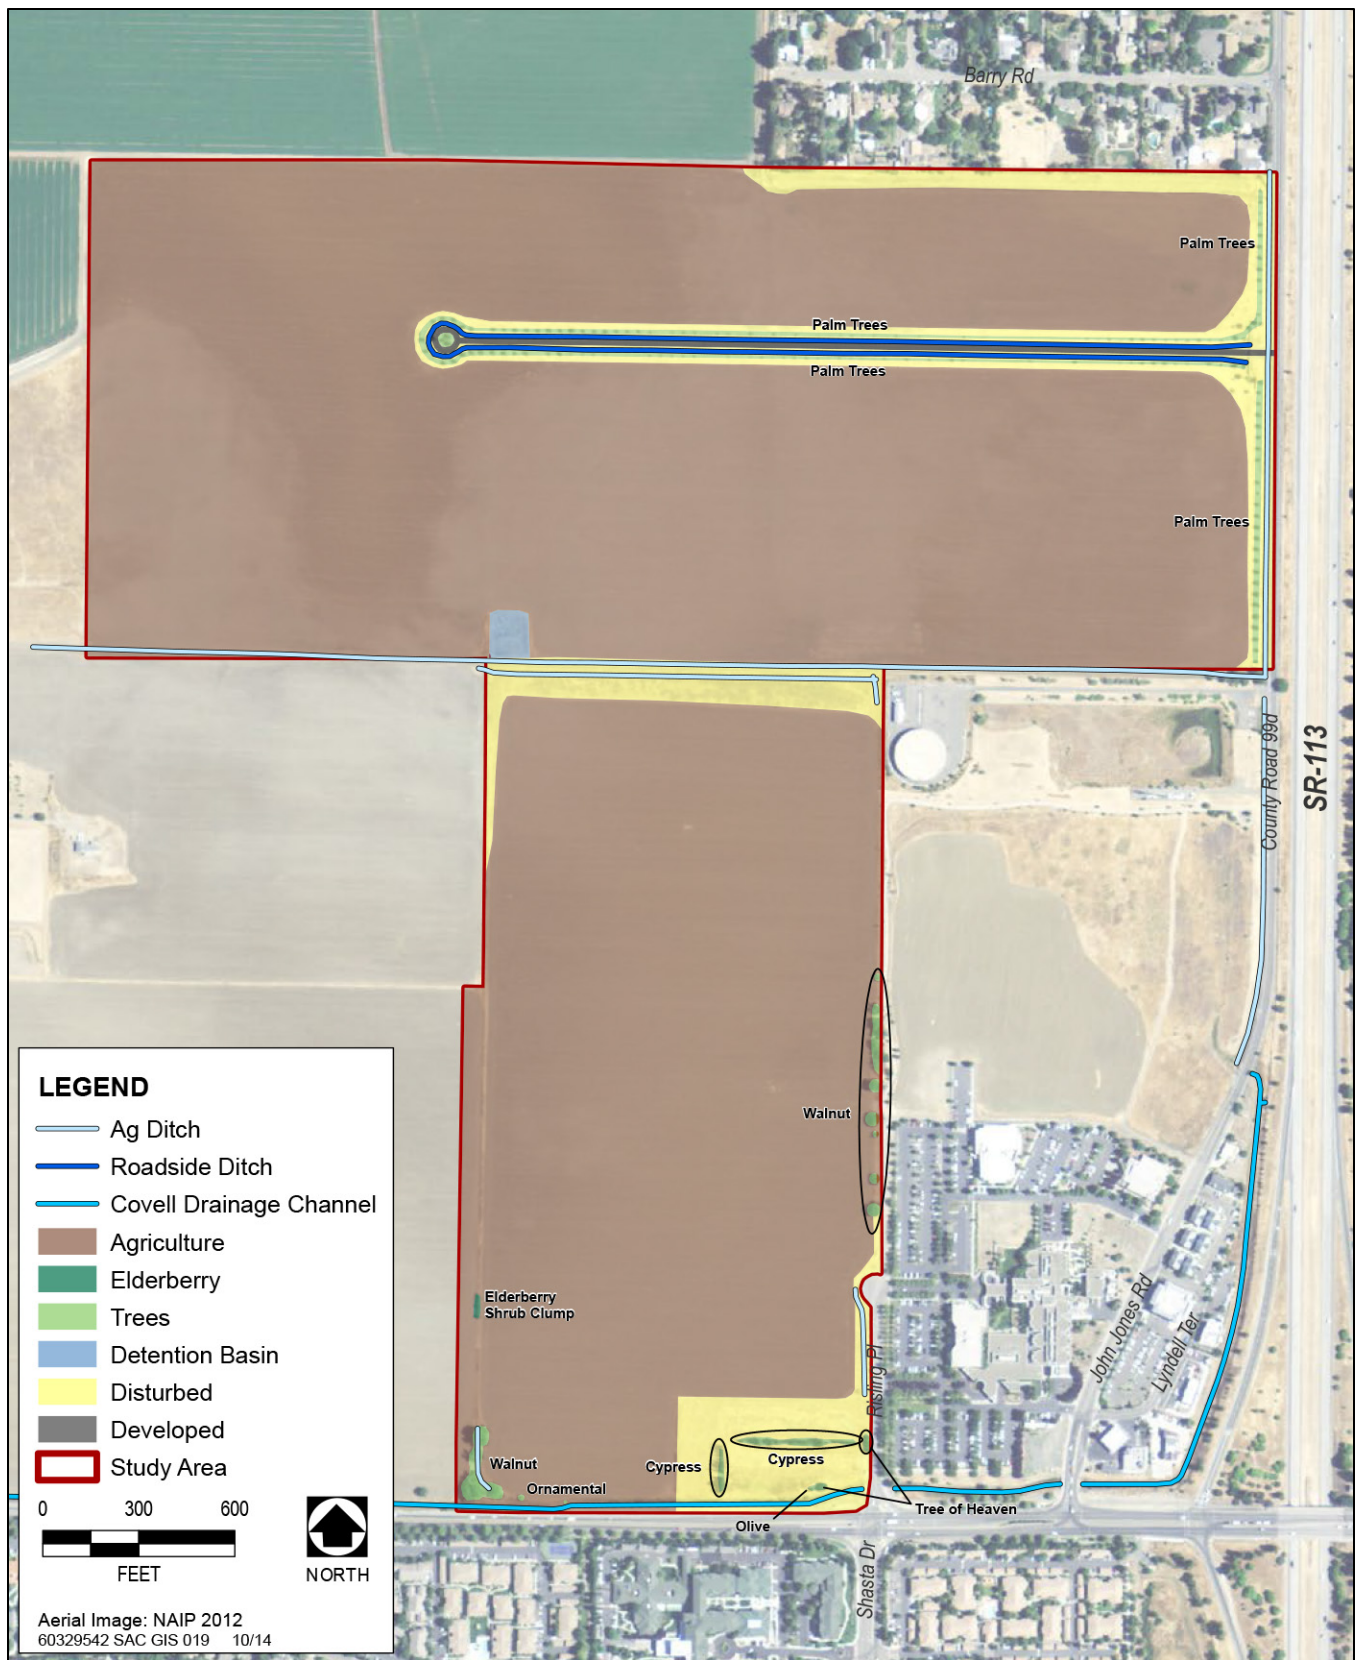 Barry Rd
Palm Trees
Palm Trees
Palm Trees
Palm Trees
County Road 99d
SR-113
Walnut
Elderberry
Shrub Clump
John Jones Rd
Lyndell Ter
Risling Pl
Walnut
Ornamental
Cypress
Cypress
Olive
Tree of Heaven
Shasta Dr
LEGEND
Ag Ditch
Roadside Ditch
Covell Drainage Channel
Agriculture
Elderberry
Trees
Detention Basin
Disturbed
Developed
Study Area
0 300 600
FEET
NORTH
Aerial Image: NAIP 2012
60329542 SAC GIS 019 10/14